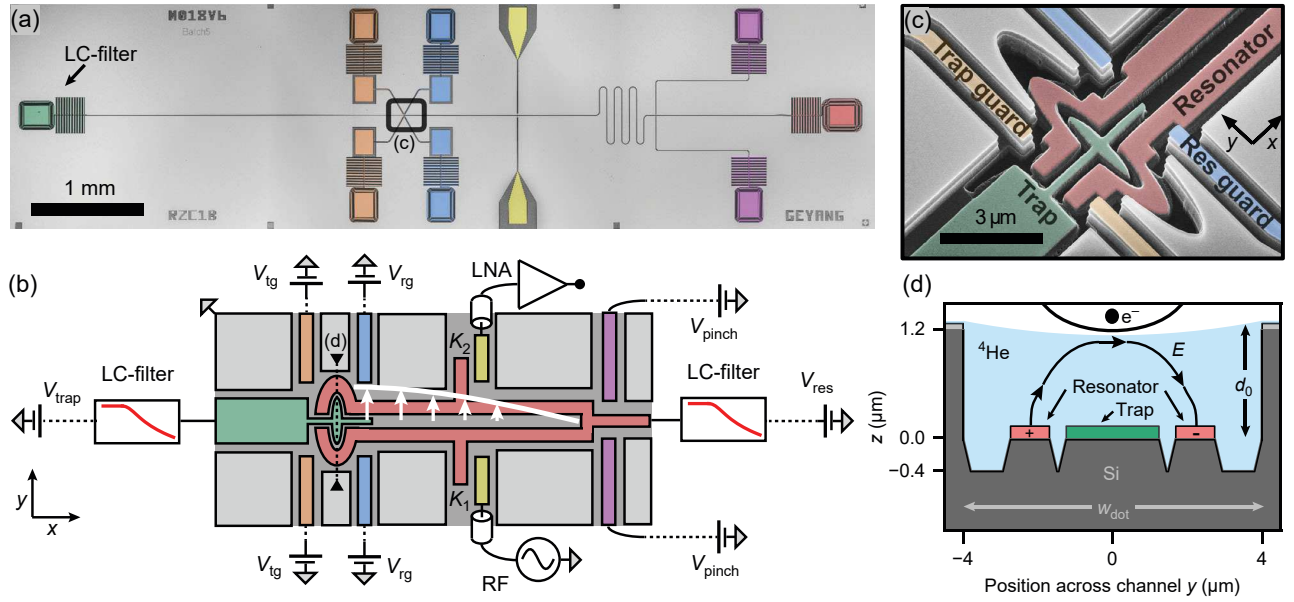 (a)
M018V6
Batch5
LC-filter
(c)
1 mm
RZC1B
GEYANG
(b)
V_tg
V_rg
LNA
V_pinch
(d)
K_2
LC-filter
V_trap
LC-filter
V_res
K_1
y
x
V_tg
V_rg
RF
V_pinch
(c)
Trap guard
Resonator
Res guard
Trap
y
x
3 µm
(d)
e⁻
1.2
⁴He
E
d_0
Resonator
Trap
z (µm)
0.0
+
-
−0.4
Si
w_dot
−4
0
4
Position across channel y (µm)